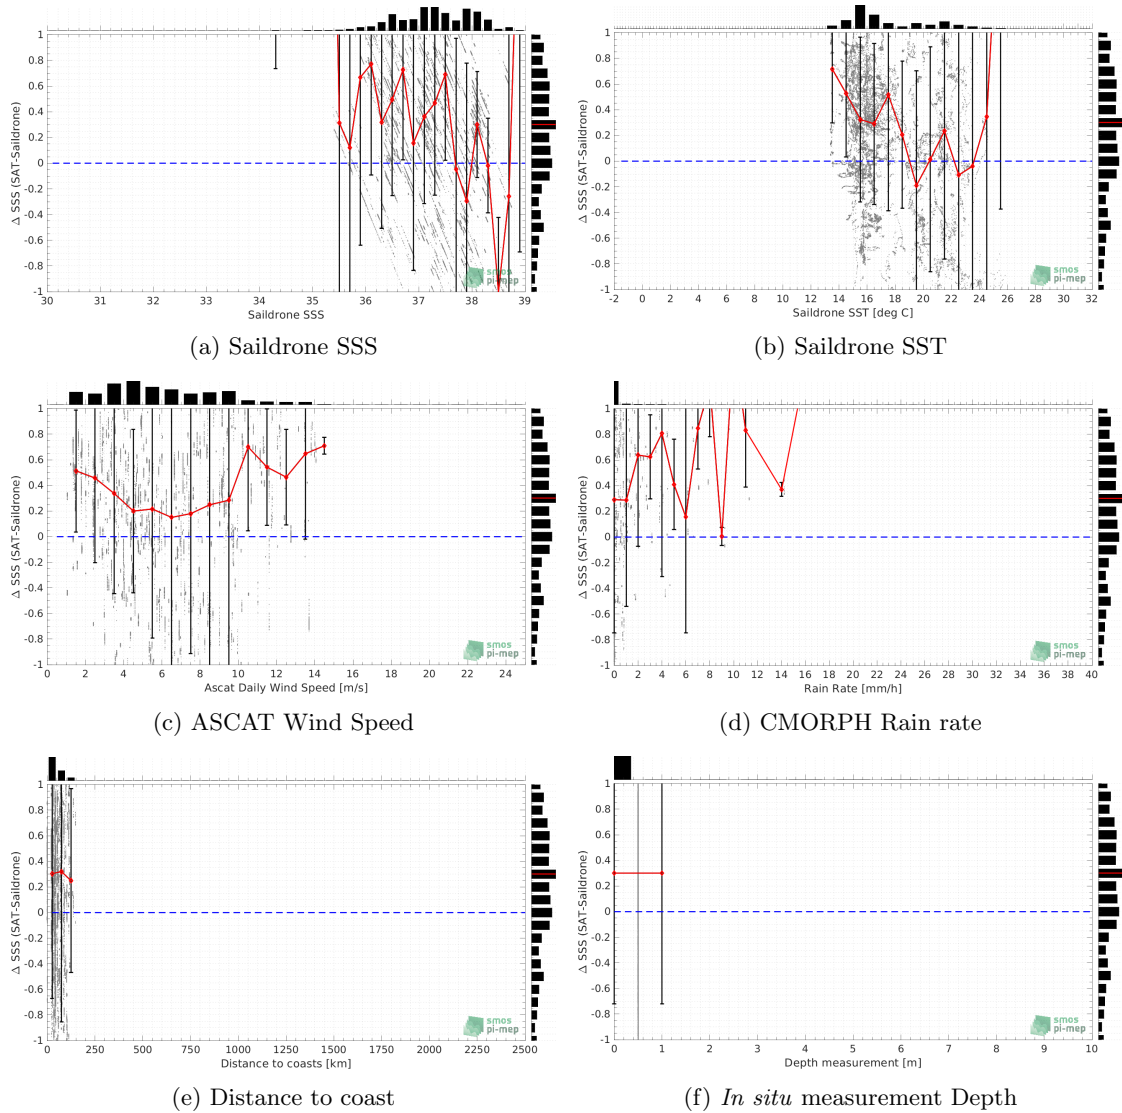 1
0.8
0.6
0.4
0.2
0
-0.2
-0.4
-0.6
-0.8
-1
Δ SSS (SAT-Saildrone)
30 31 32 33 34 35 36 37 38 39
Saildrone SSS
smos
pi-mep
(a) Saildrone SSS
1
0.8
0.6
0.4
0.2
0
-0.2
-0.4
-0.6
-0.8
-1
Δ SSS (SAT-Saildrone)
-2 0 2 4 6 8 10 12 14 16 18 20 22 24 26 28 30 32
Saildrone SST [deg C]
smos
pi-mep
(b) Saildrone SST
1
0.8
0.6
0.4
0.2
0
-0.2
-0.4
-0.6
-0.8
-1
Δ SSS (SAT-Saildrone)
0 2 4 6 8 10 12 14 16 18 20 22 24
Ascat Daily Wind Speed [m/s]
smos
pi-mep
(c) ASCAT Wind Speed
1
0.8
0.6
0.4
0.2
0
-0.2
-0.4
-0.6
-0.8
-1
Δ SSS (SAT-Saildrone)
0 2 4 6 8 10 12 14 16 18 20 22 24 26 28 30 32 34 36 38 40
Rain Rate [mm/h]
smos
pi-mep
(d) CMORPH Rain rate
1
0.8
0.6
0.4
0.2
0
-0.2
-0.4
-0.6
-0.8
-1
Δ SSS (SAT-Saildrone)
0 250 500 750 1000 1250 1500 1750 2000 2250 2500
Distance to coasts [km]
smos
pi-mep
(e) Distance to coast
1
0.8
0.6
0.4
0.2
0
-0.2
-0.4
-0.6
-0.8
-1
Δ SSS (SAT-Saildrone)
0 1 2 3 4 5 6 7 8 9 10
Depth measurement [m]
smos
pi-mep
(f) In situ measurement Depth